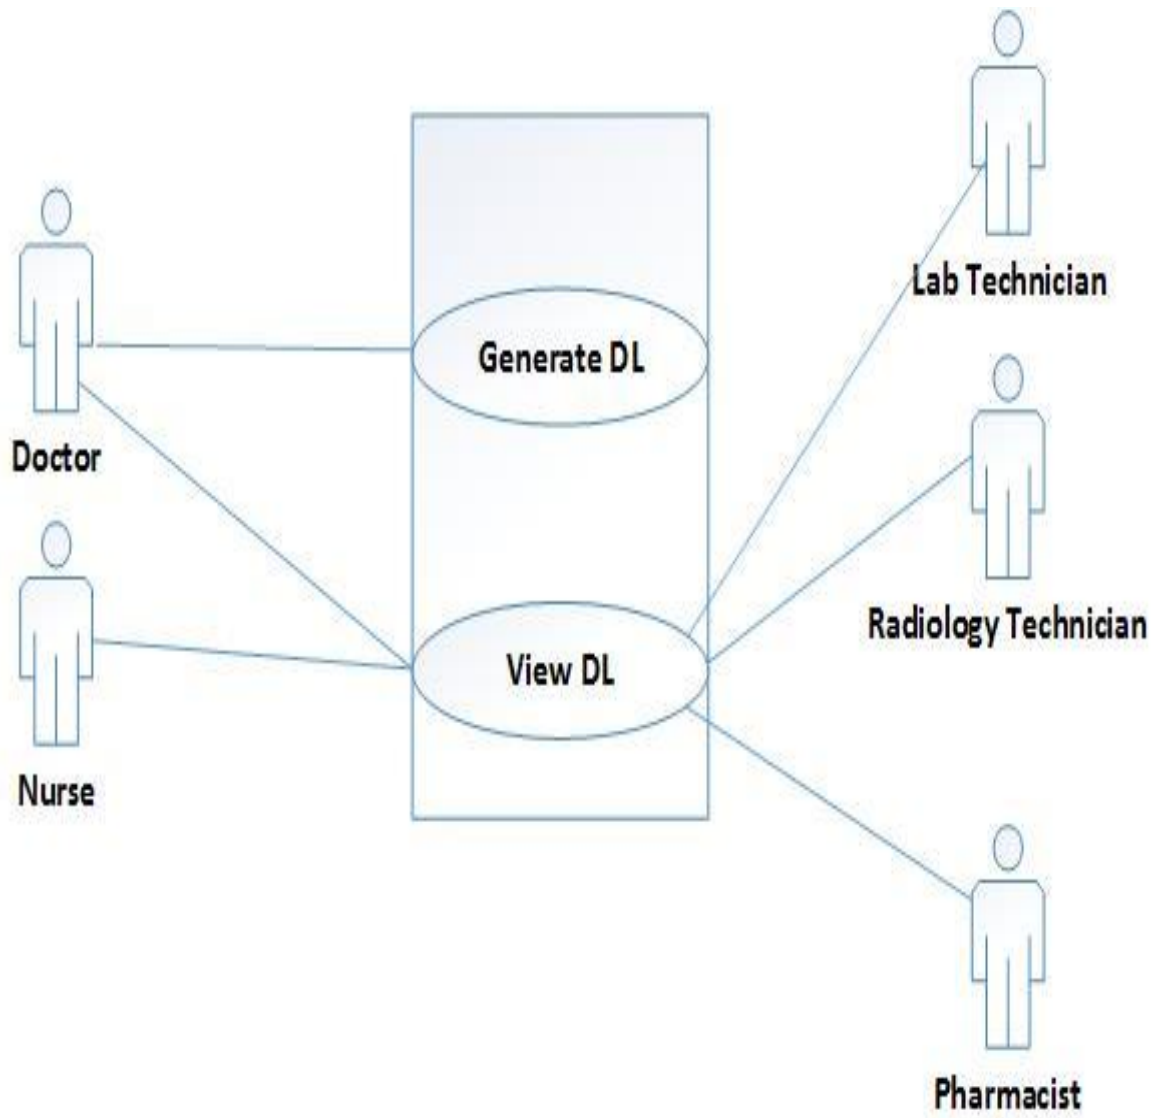 Lab Technician
Generate DL
Doctor
Radiology Technician
View DL
Nurse
Pharmacist